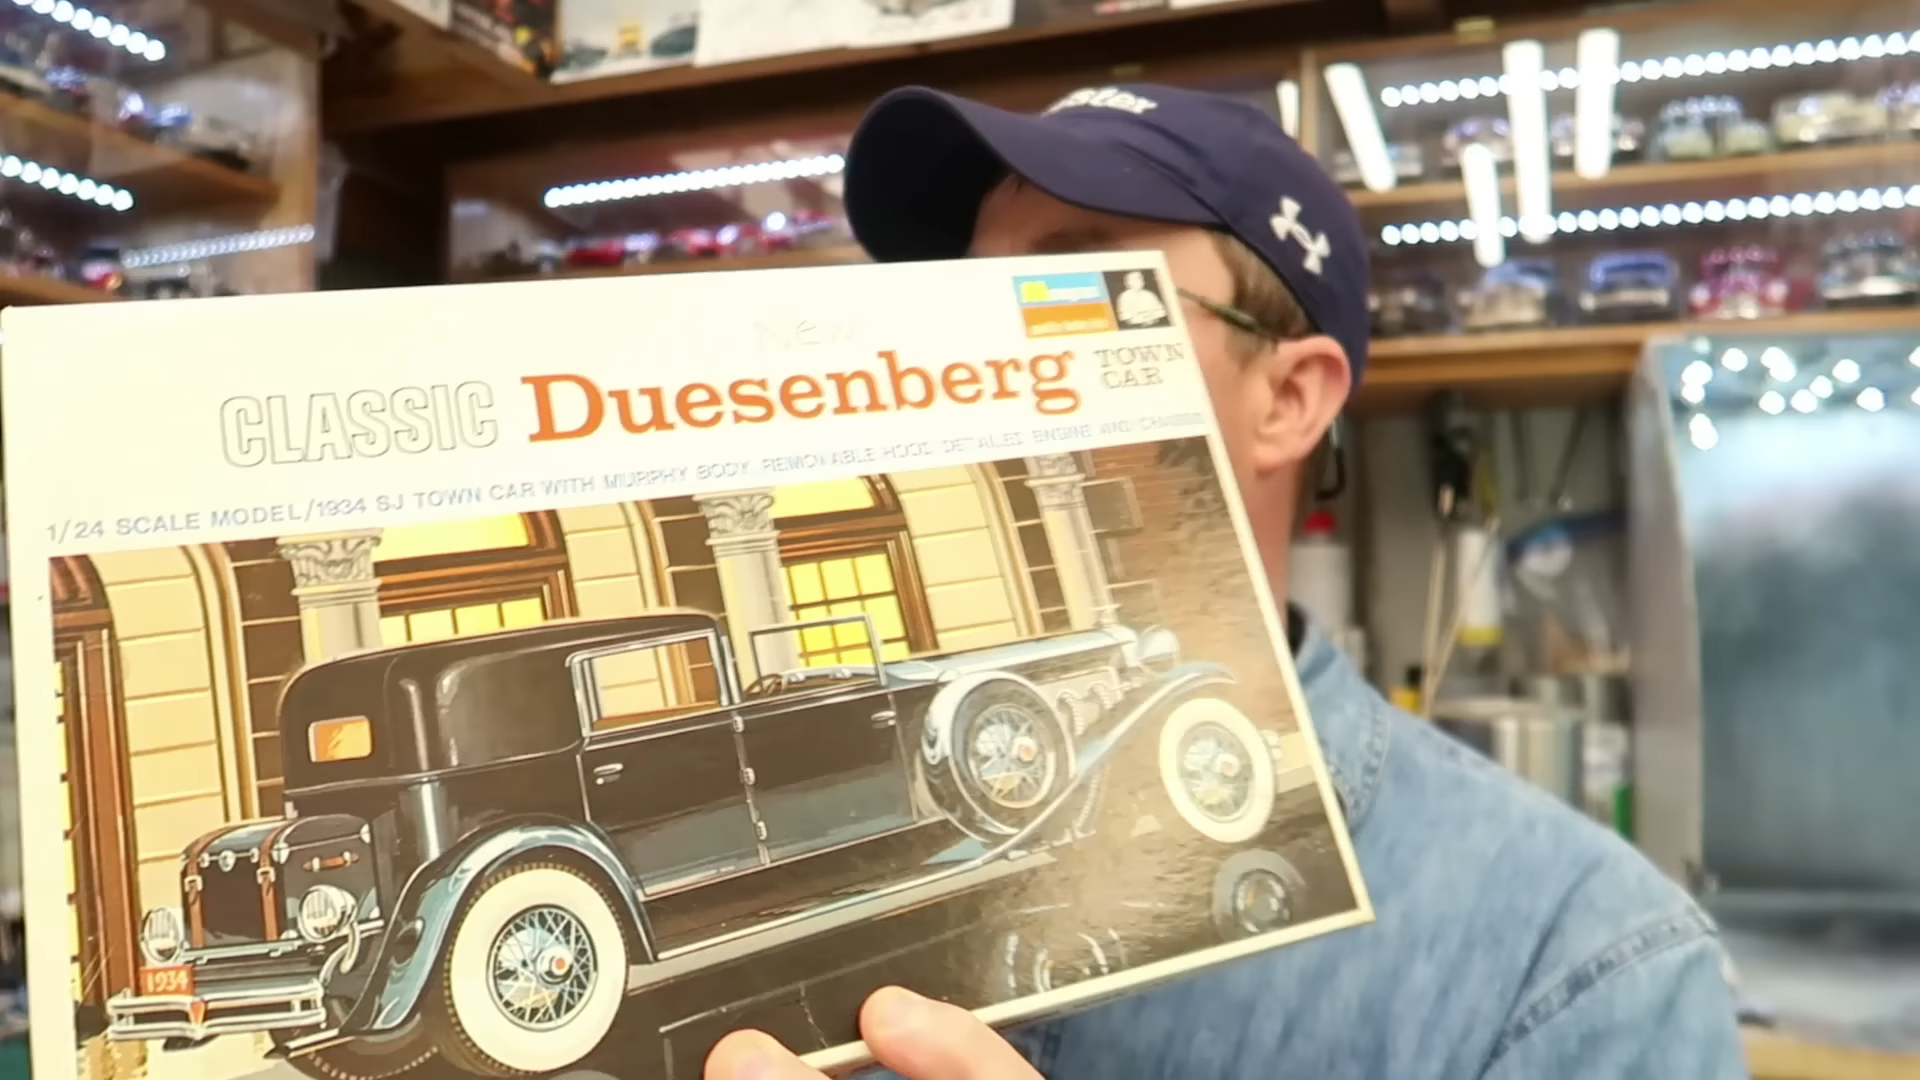 New
CLASSIC Duesenberg TOWN CAR
1/24 SCALE MODEL/1934 SJ TOWN CAR WITH MURPHY BODY, REMOVABLE HOOD, DETAILED ENGINE AND CHASSIS
1934